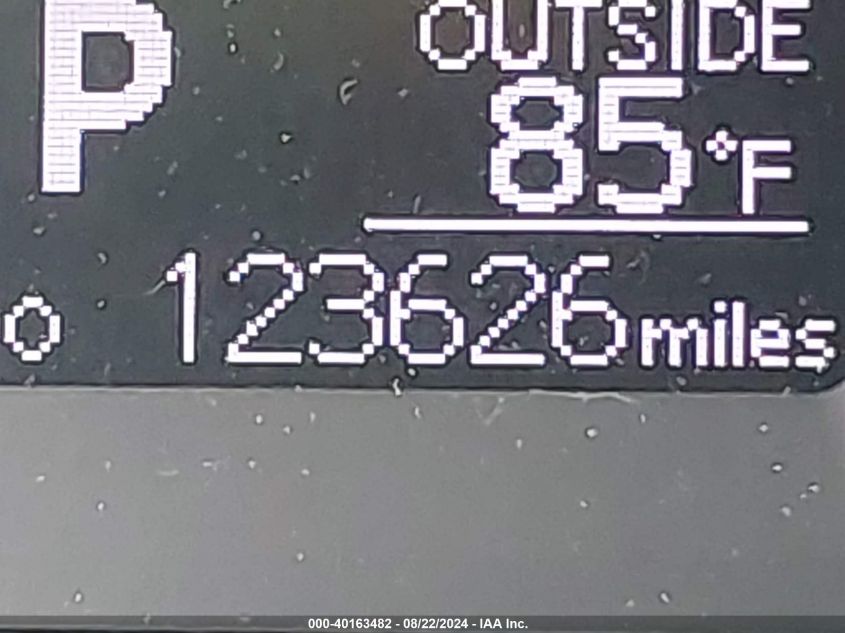 P
OUTSIDE
85°F
o 123626 miles
000-40163482 - 08/22/2024 - IAA Inc.